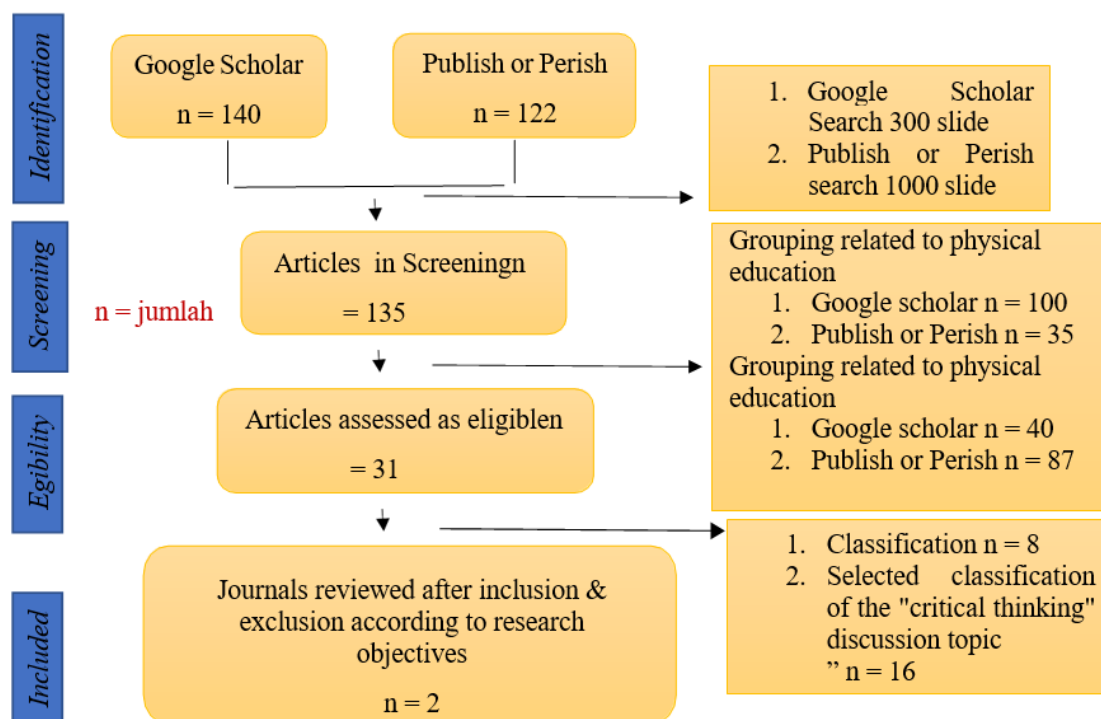 Identification
Google Scholar
n = 140
Publish or Perish
n = 122
1. Google Scholar
Search 300 slide
2. Publish or Perish
search 1000 slide
Screening
n = jumlah
Articles in Screeningn
= 135
Grouping related to physical
education
1. Google scholar n = 100
2. Publish or Perish n = 35
Grouping related to physical
education
1. Google scholar n = 40
2. Publish or Perish n = 87
Egibility
Articles assessed as eligiblen
= 31
Included
Journals reviewed after inclusion &
exclusion according to research
objectives
n = 2
1. Classification n = 8
2. Selected classification
of the "critical thinking"
discussion topic
” n = 16